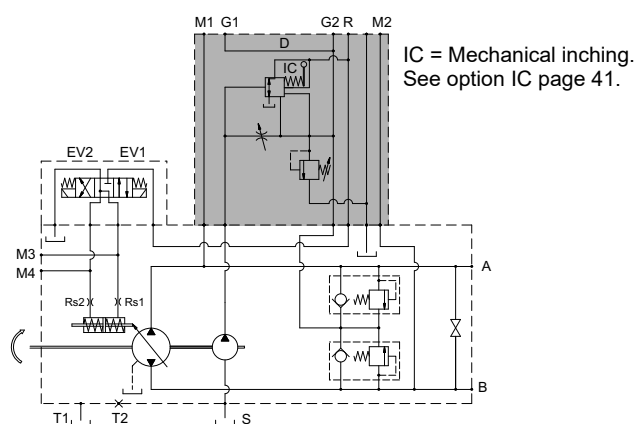 M1 G1 G2 R M2
D
IC
IC = Mechanical inching.
See option IC page 41.
EV2 EV1
M3
M4
A
Rs2 Rs1
B
T1 T2 S